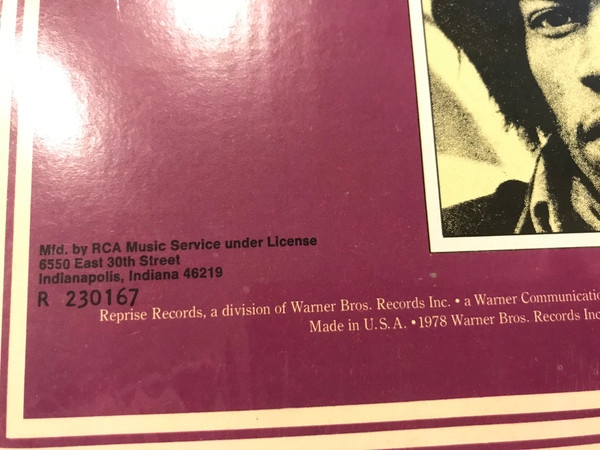 Mfd. by RCA Music Service under License
6550 East 30th Street
Indianapolis, Indiana 46219
R 230167
Reprise Records, a division of Warner Bros. Records Inc. • a Warner Communicatio
Made in U.S.A. • 1978 Warner Bros. Records Inc